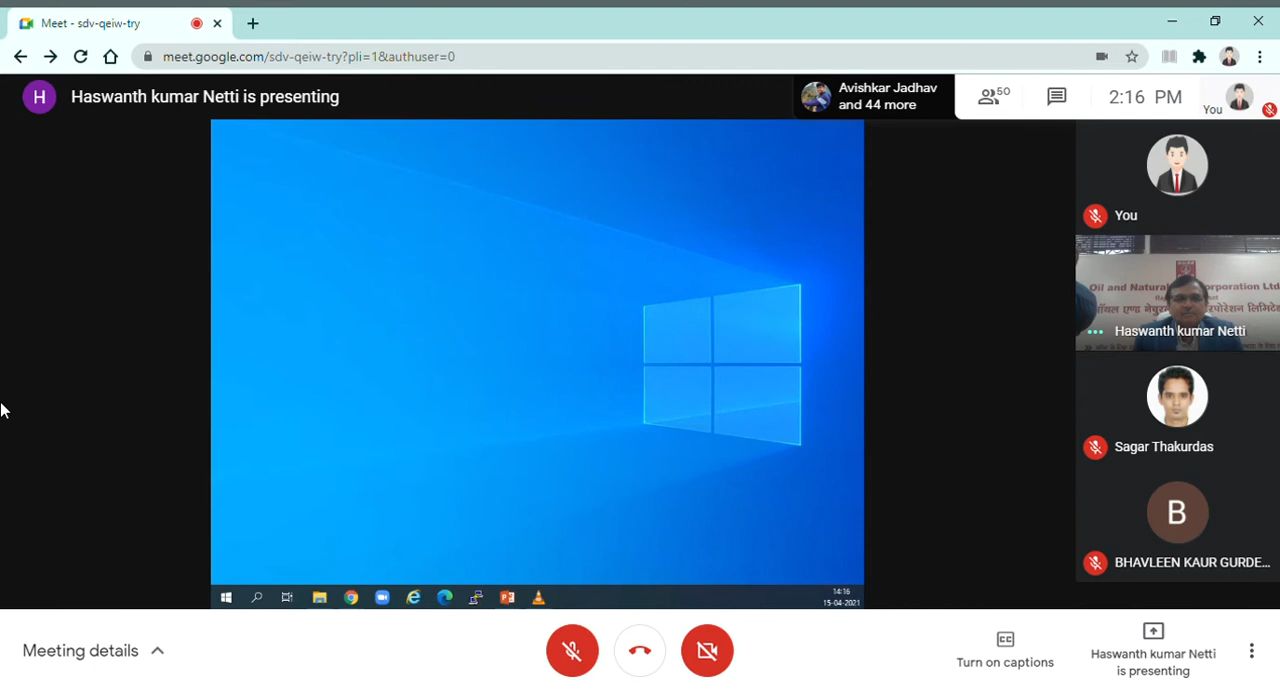 Meet - sdv-qeiw-try
meet.google.com/sdv-qeiw-try?pli=1&authuser=0
H
Haswanth kumar Netti is presenting
Avishkar Jadhav
and 44 more
50
2:16 PM
You
You
Oil and Natural Corporation Ltd
Haswanth kumar Netti
Sagar Thakurdas
B
BHAVLEEN KAUR GURDE...
14:16
15-04-2021
Meeting details
CC
Turn on captions
Haswanth kumar Netti
is presenting